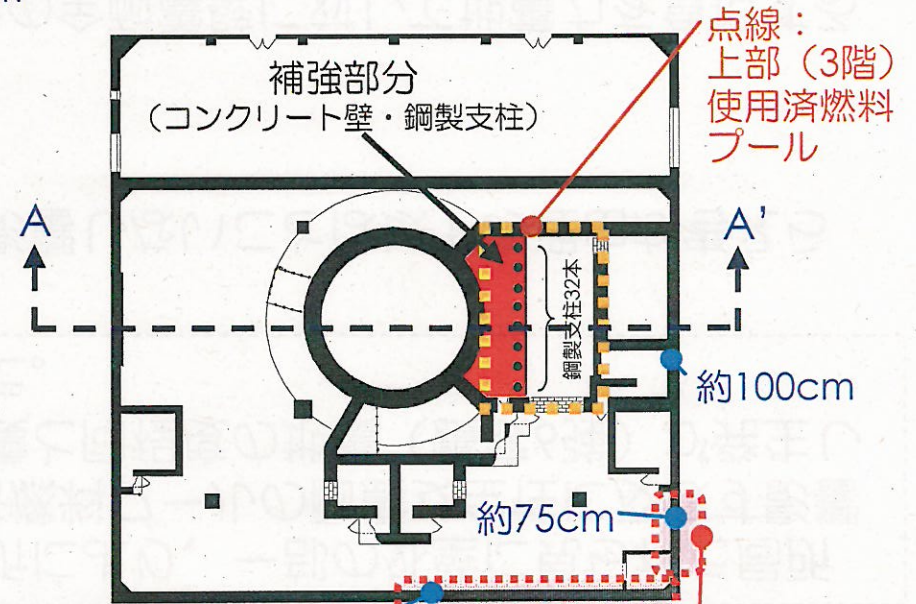 点線：
上部（3階）
使用済燃料
プール
補強部分
（コンクリート壁・鋼製支柱）
A
A'
鋼製支柱32本
約100cm
約75cm